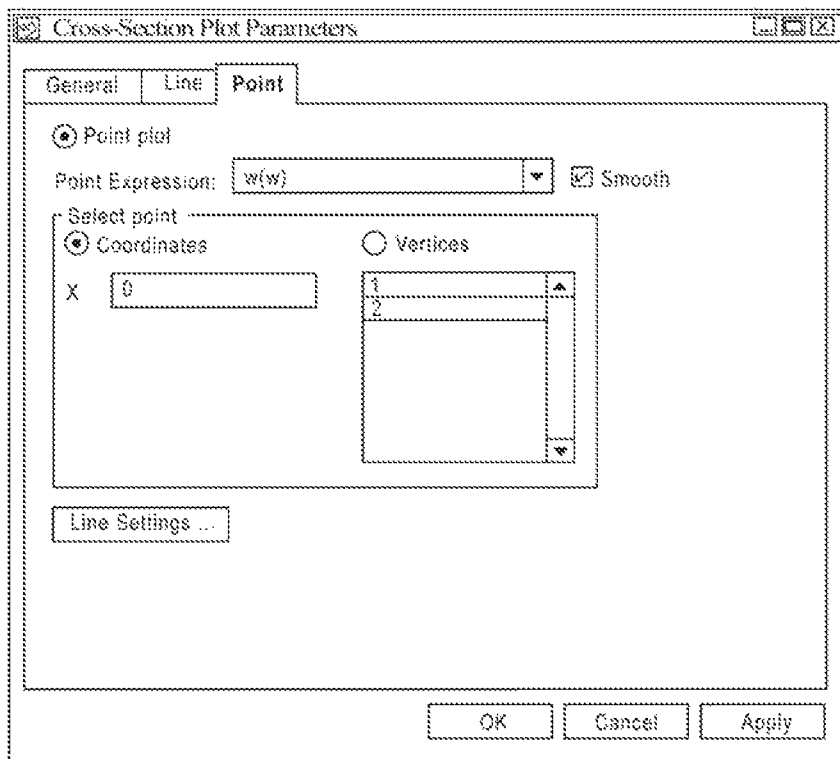 Cross-Section Plot Parameters
General Line Point
Point plot
Point Expression: w(w) Smooth
Select point
Coordinates Vertices
X 0 1
2
Line Settings ...
OK Cancel Apply